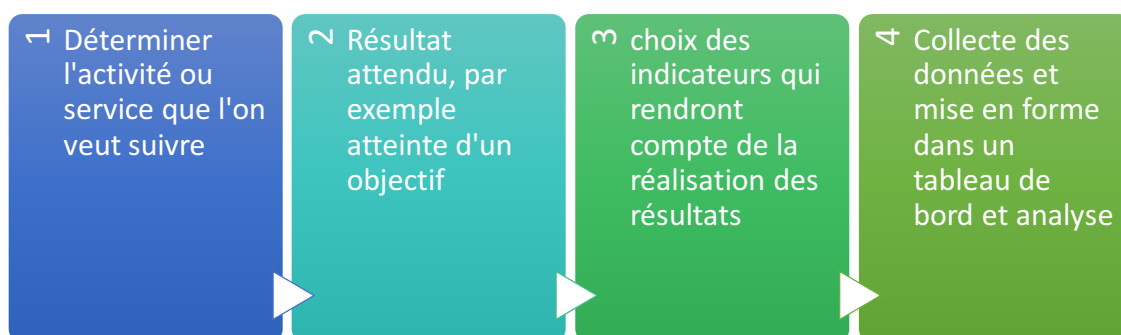 1
Déterminer
l'activité ou
service que l'on
veut suivre
2
Résultat
attendu, par
exemple
atteinte d'un
objectif
3
choix des
indicateurs qui
rendront
compte de la
réalisation des
résultats
4
Collecte des
données et
mise en forme
dans un
tableau de
bord et analyse